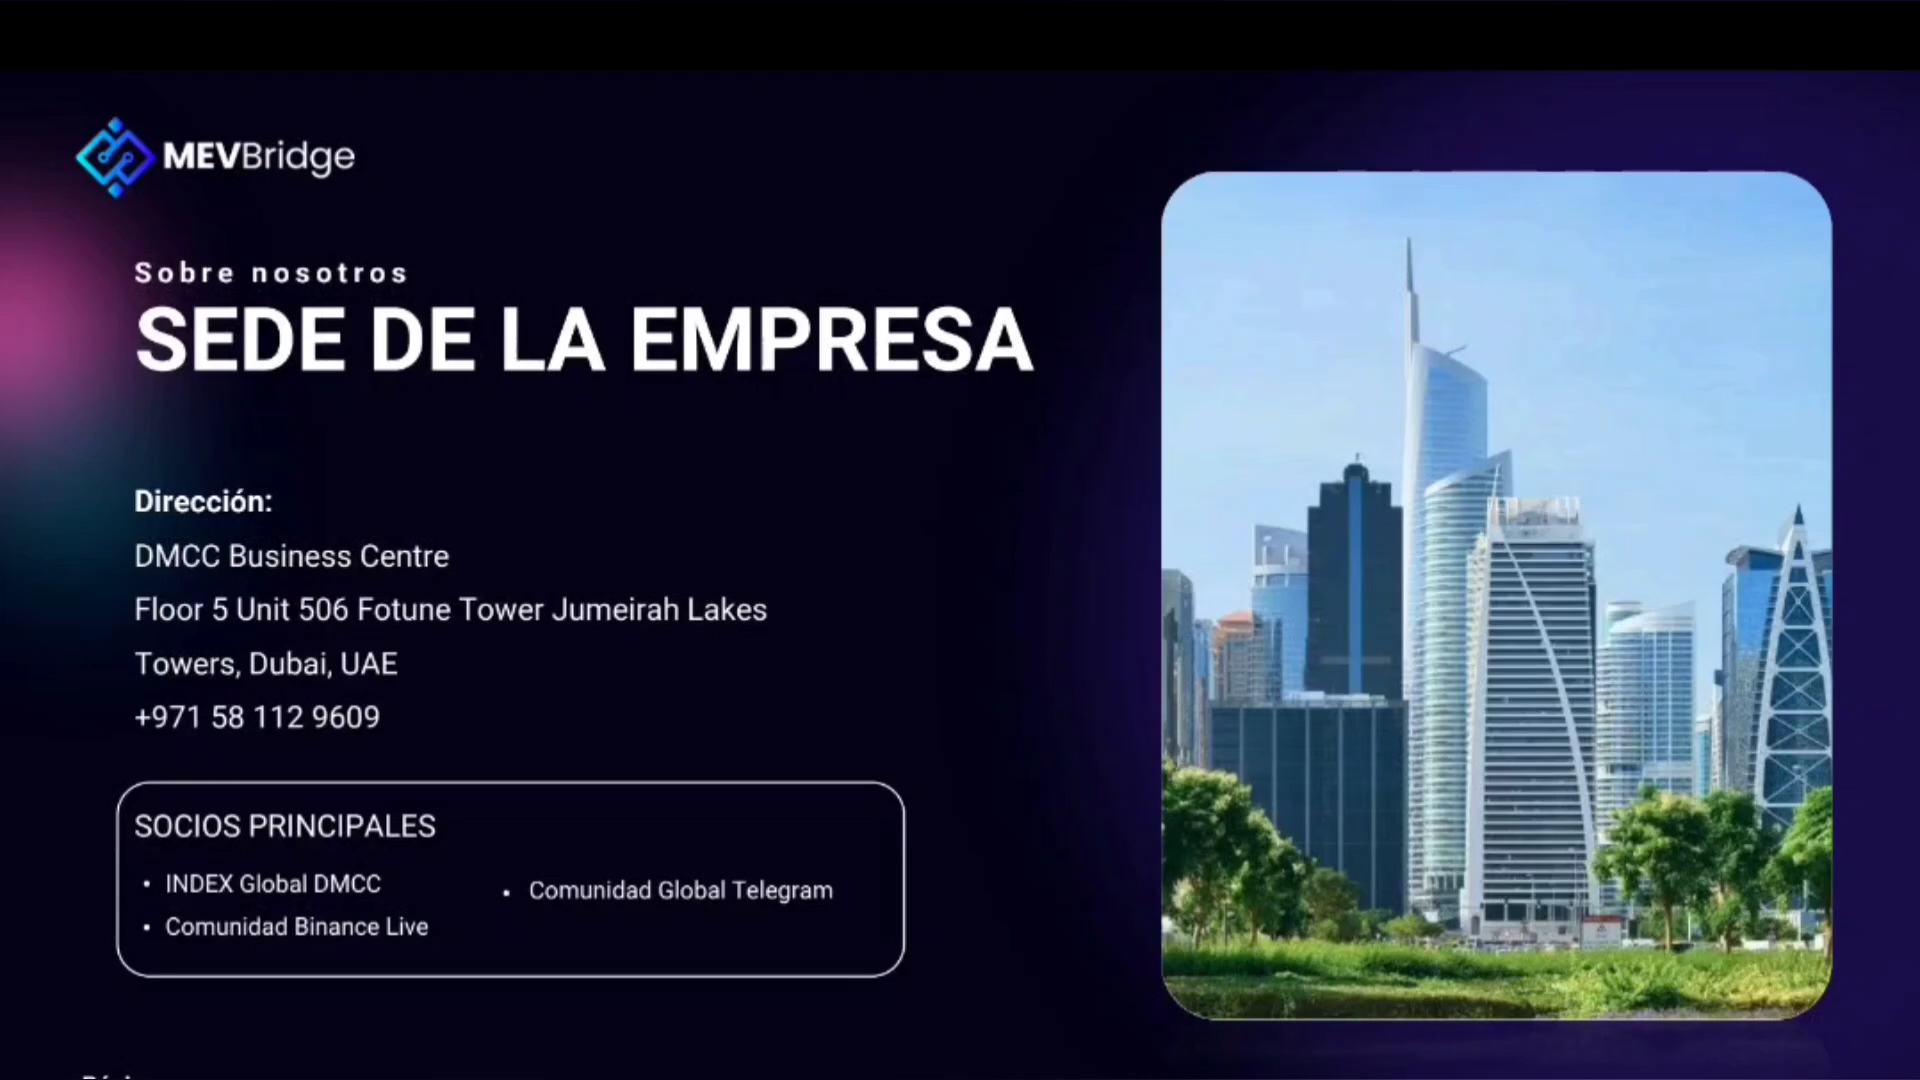 MEVBridge
Sobre nosotros
SEDE DE LA EMPRESA
Dirección:
DMCC Business Centre
Floor 5 Unit 506 Fotune Tower Jumeirah Lakes
Towers, Dubai, UAE
+971 58 112 9609
SOCIOS PRINCIPALES
• INDEX Global DMCC
• Comunidad Binance Live
• Comunidad Global Telegram